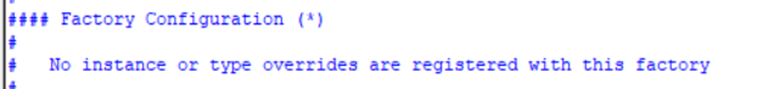 #### Factory Configuration (*)
#
#   No instance or type overrides are registered with this factory
#